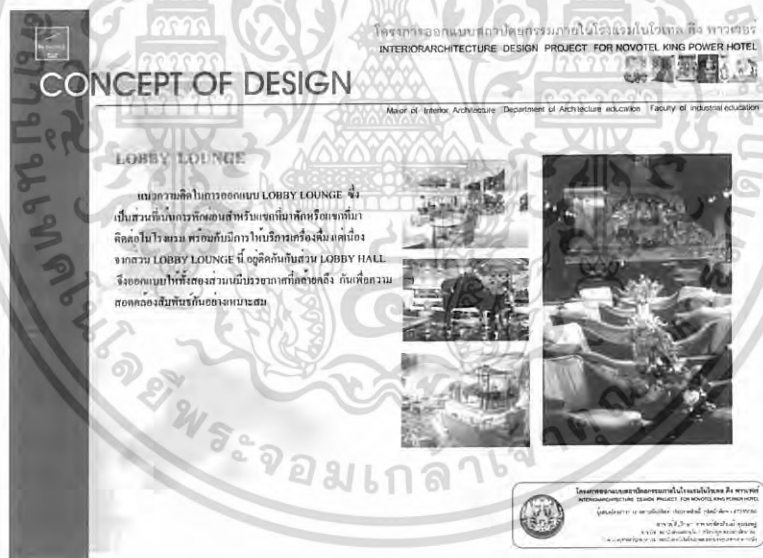 โครงการออกแบบสถาปัตยกรรมภายในโรงแรมโนโวเทล คิง พาวเวอร์
INTERIORARCHITECTURE DESIGN PROJECT FOR NOVOTEL KING POWER HOTEL
CONCEPT OF DESIGN
Major of Interior Architecture Department of Architecture education Faculty of industrial education
LOBBY LOUNGE
แนวความคิดในการออกแบบ LOBBY LOUNGE ซึ่ง
เป็นส่วนที่เน้นการพักผ่อนสำหรับแขกที่มาพักหรือแขกที่มา
ติดต่อในโรงแรม พร้อมกับมีการให้บริการเครื่องดื่ม แต่เนื่อง
จากส่วน LOBBY LOUNGE นี้ อยู่ติดกันกับส่วน LOBBY HALL
จึงออกแบบให้ทั้งสองส่วนมีบรรยากาศที่คล้ายคลึง กันเพื่อความ
สอดคล้องสัมพันธ์กันอย่างเหมาะสม
โครงการออกแบบสถาปัตยกรรมภายในโรงแรมโนโวเทล คิง พาวเวอร์
INTERIORARCHITECTURE DESIGN PROJECT FOR NOVOTEL KING POWER HOTEL